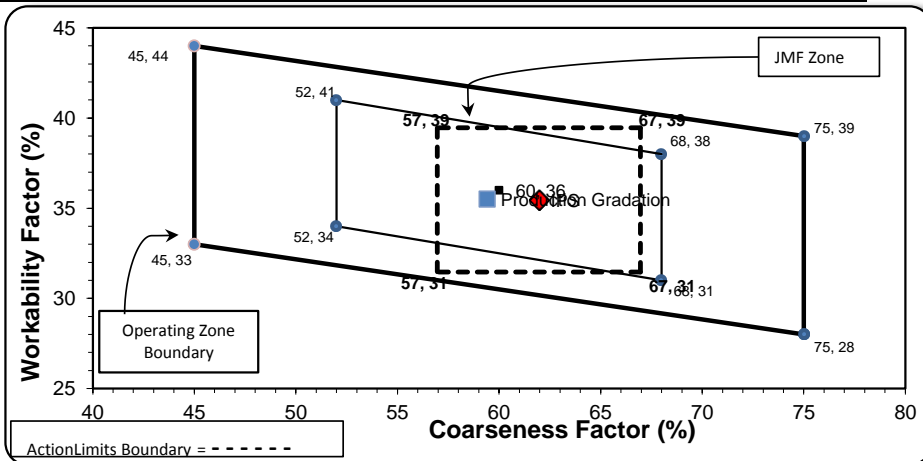 45
45, 44
JMF Zone
52, 41
40
57, 39
67, 39
75, 39
68, 38
60, 36
Production Gradation
35
52, 34
45, 33
30
57, 31
67, 31
68, 31
Operating Zone
Boundary
75, 28
25
40 45 50 55 60 65 70 75 80
Workability Factor (%)
Coarseness Factor (%)
ActionLimits Boundary =